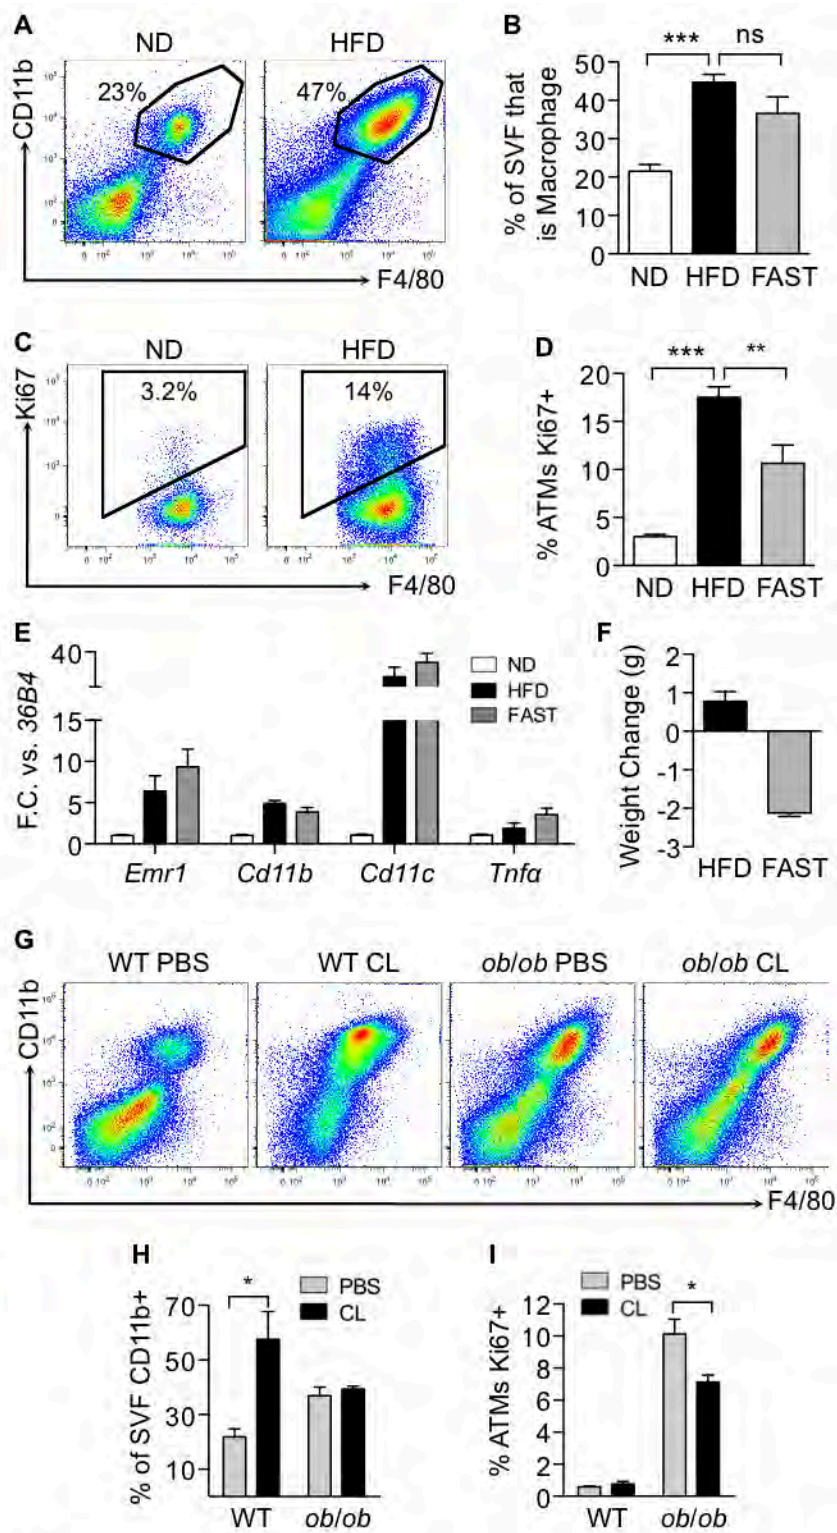 A
ND
HFD
CD11b
23%
47%
F4/80
B
*** ns
% of SVF that
is Macrophage
50
40
30
20
10
0
ND HFD FAST
C
ND
HFD
Ki67
3.2%
14%
F4/80
D
*** **
% ATMs Ki67+
20
15
10
5
0
ND HFD FAST
E
F.C. vs. 36B4
40
15
10
5
0
ND
HFD
FAST
Emr1 Cd11b Cd11c Tnfα
F
Weight Change (g)
2
1
0
-1
-2
-3
HFD FAST
G
WT PBS WT CL ob/ob PBS ob/ob CL
CD11b
F4/80
H
PBS
CL
*
% of SVF CD11b+
70
50
30
10
WT ob/ob
I
PBS
CL
*
% ATMs Ki67+
12
10
8
6
4
2
0
WT ob/ob